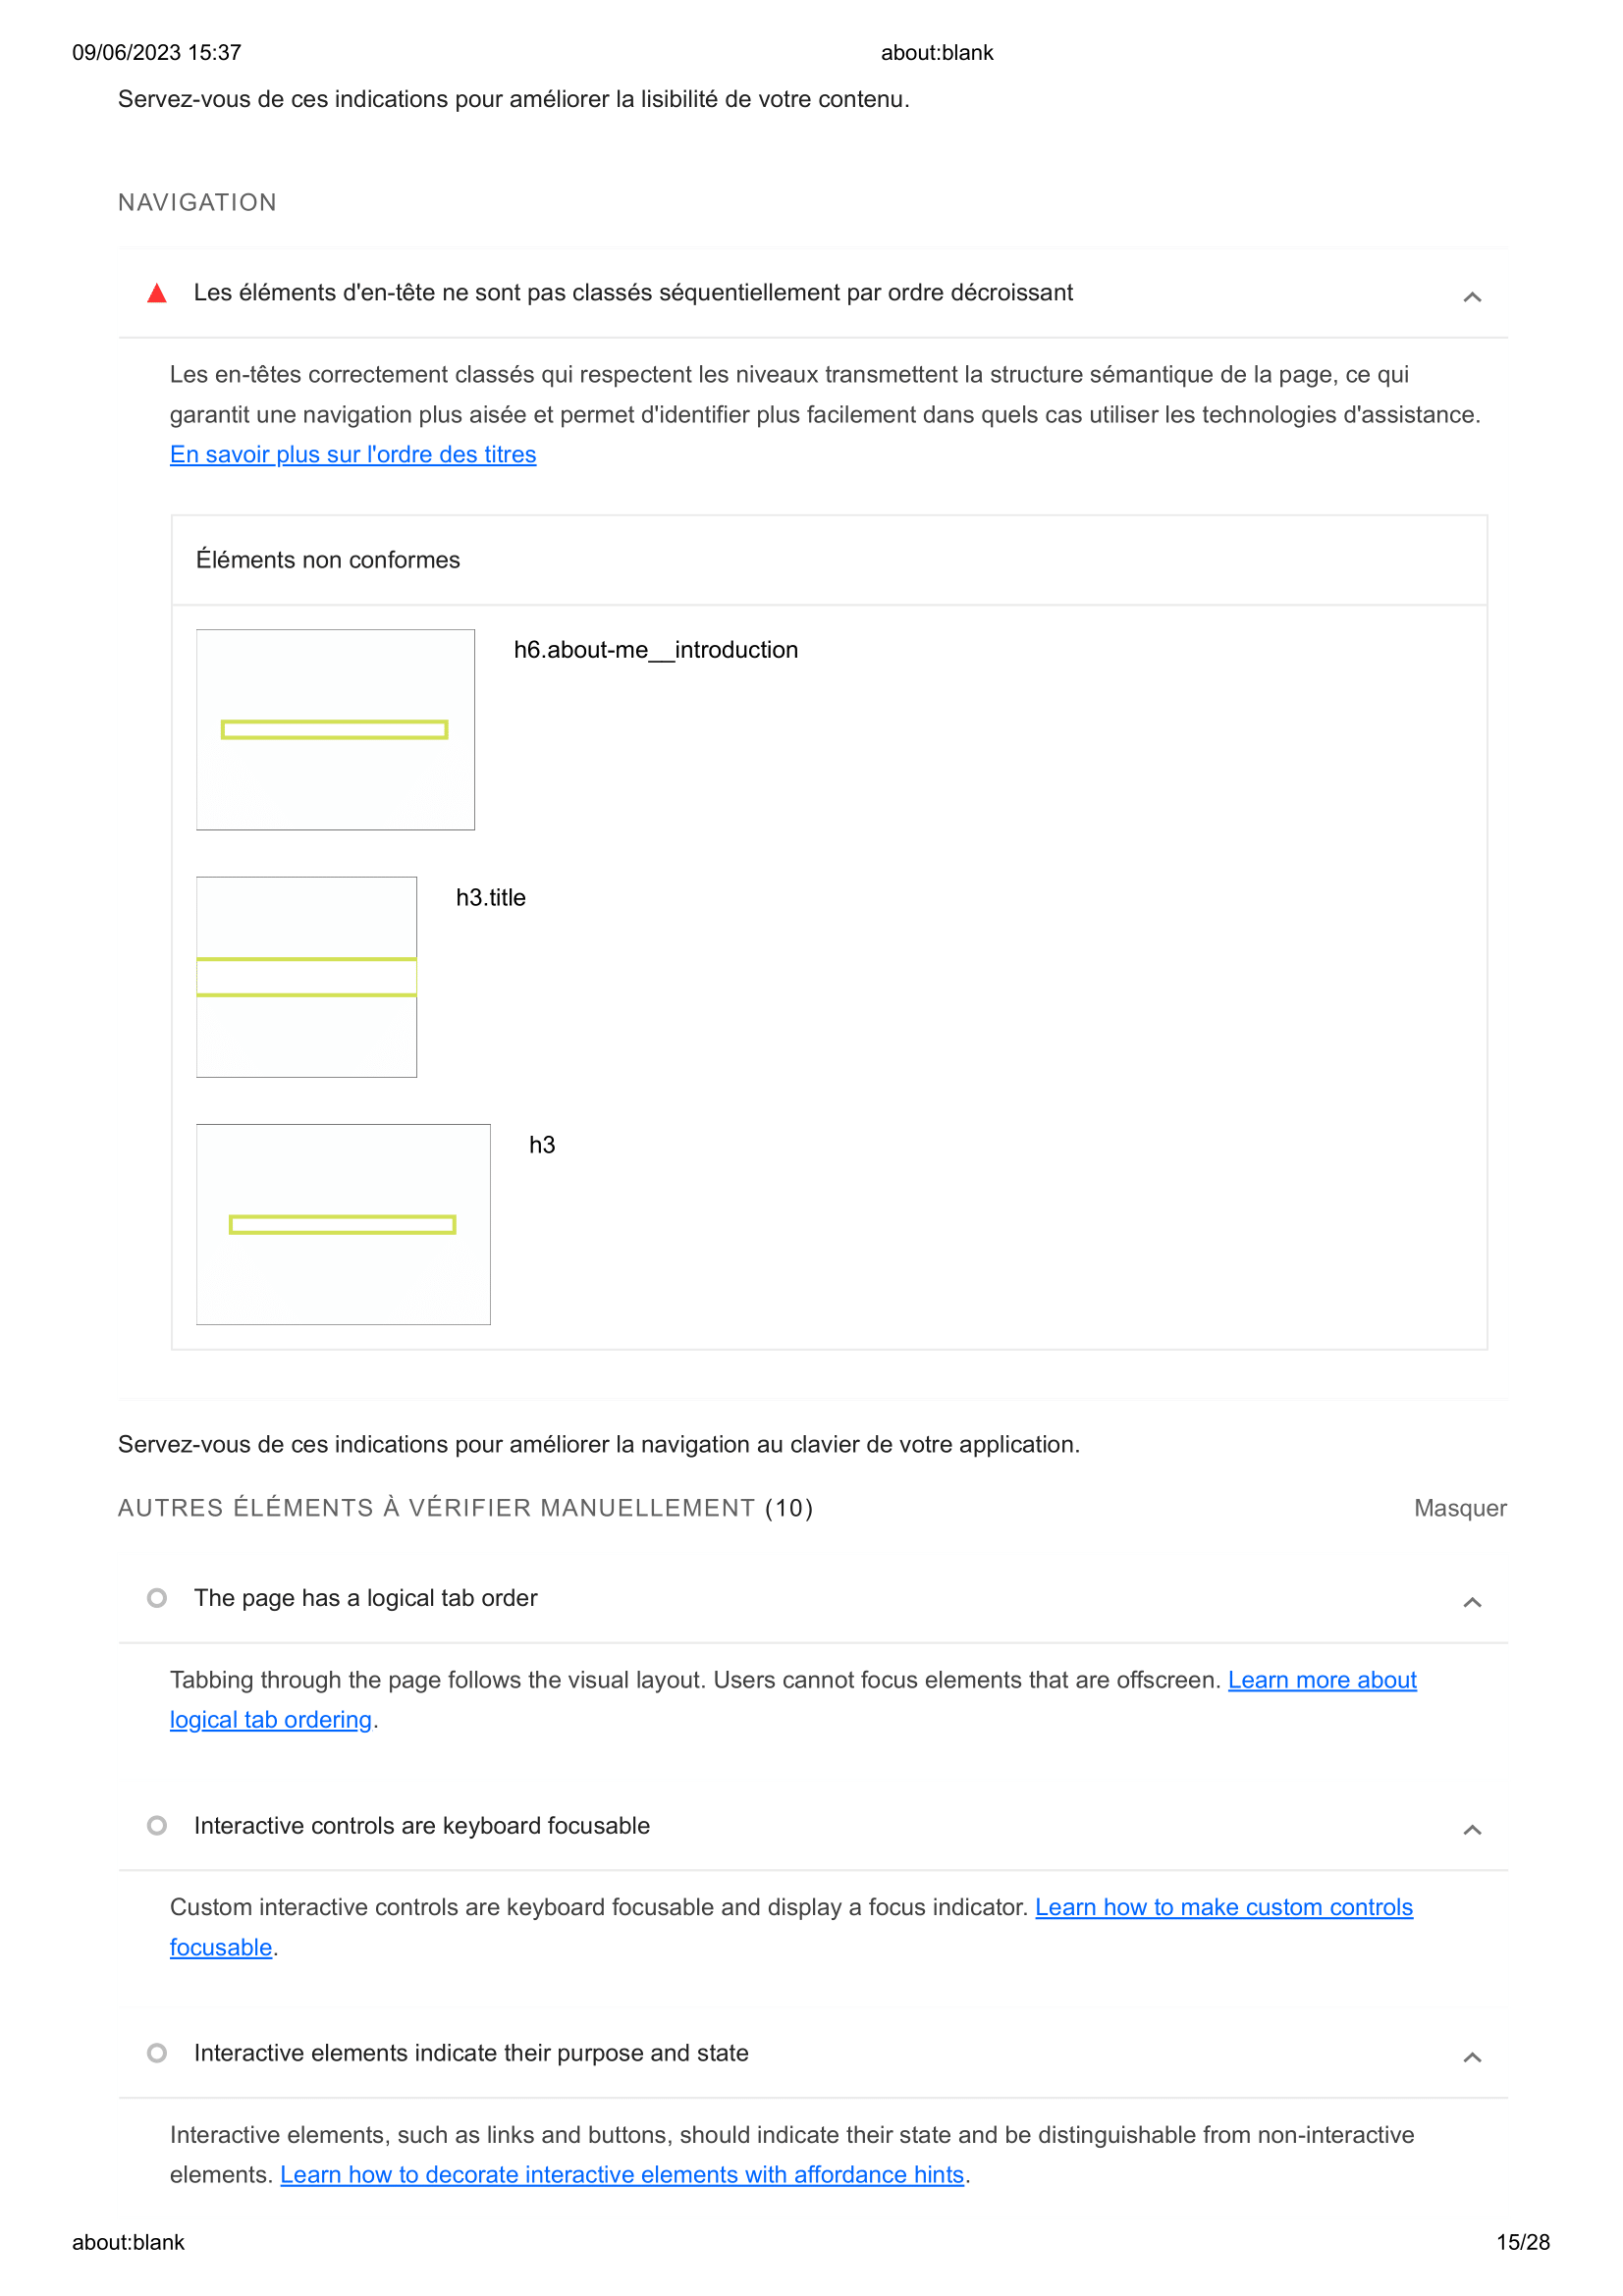 09/06/2023 15:37
about:blank
Servez-vous de ces indications pour améliorer la lisibilité de votre contenu.
NAVIGATION
Les éléments d'en-tête ne sont pas classés séquentiellement par ordre décroissant
Les en-têtes correctement classés qui respectent les niveaux transmettent la structure sémantique de la page, ce qui
garantit une navigation plus aisée et permet d'identifier plus facilement dans quels cas utiliser les technologies d'assistance.
En savoir plus sur l'ordre des titres
Éléments non conformes
h6.about-me__introduction
h3.title
h3
Servez-vous de ces indications pour améliorer la navigation au clavier de votre application.
AUTRES ÉLÉMENTS À VÉRIFIER MANUELLEMENT (10)
Masquer
The page has a logical tab order
Tabbing through the page follows the visual layout. Users cannot focus elements that are offscreen. Learn more about
logical tab ordering.
Interactive controls are keyboard focusable
Custom interactive controls are keyboard focusable and display a focus indicator. Learn how to make custom controls
focusable.
Interactive elements indicate their purpose and state
Interactive elements, such as links and buttons, should indicate their state and be distinguishable from non-interactive
elements. Learn how to decorate interactive elements with affordance hints.
about:blank
15/28